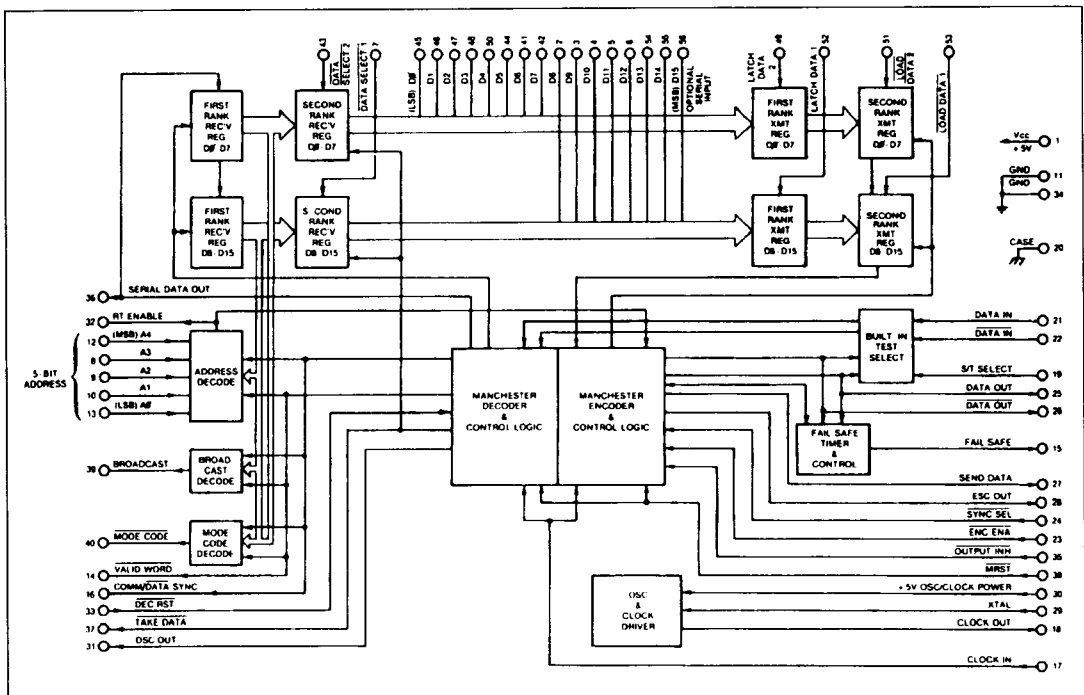 43
DATA SELECT 2
7
DATA SELECT 1
45
(LSB) DØ
46
D1
47
D2
48
D3
50
D4
44
D5
41
D6
42
D7
2
D8
3
D9
4
D10
5
D11
6
D12
54
D13
55
D14
56
(MSB) D15
OPTIONAL SERIAL INPUT
49
LATCH DATA 2
52
LATCH DATA 1
51
LOAD DATA 2
53
LOAD DATA 1
FIRST
RANK
REC'V
REG
DØ-D7
SECOND
RANK
REC'V
REG
DØ-D7
FIRST
RANK
XMT
REG
DØ-D7
SECOND
RANK
XMT
REG
DØ-D7
Vcc
+5V
1
GND
11
GND
34
CASE
20
FIRST
RANK
REC'V
REG
D8-D15
S COND
RANK
REC'V
REG
D8-D15
FIRST
RANK
XMT
REG
D8-D15
SECOND
RANK
XMT
REG
D8-D15
36 SERIAL DATA OUT
32 RT ENABLE
5-BIT
ADDRESS
12 (MSB) A4
8 A3
9 A2
10 A1
13 (LSB) AØ
ADDRESS
DECODE
39 BROADCAST
BROAD
CAST
DECODE
40 MODE CODE
MODE
CODE
DECODE
14 VALID WORD
16 COMM/DATA SYNC
33 DEC RST
37 TAKE DATA
31 DSC OUT
MANCHESTER
DECODER
&
CONTROL LOGIC
MANCHESTER
ENCODER
&
CONTROL LOGIC
BUILT IN
TEST
SELECT
FAIL SAFE
TIMER
&
CONTROL
OSC
&
CLOCK
DRIVER
DATA IN 21
DATA IN 22
S/T SELECT 19
DATA OUT 25
DATA OUT 26
FAIL SAFE 15
SEND DATA 27
ESC OUT 28
SYNC SEL 24
ENC ENA 23
OUTPUT INH 35
MRST 38
+5V OSC/CLOCK POWER 30
XTAL 29
CLOCK OUT 18
CLOCK IN 17